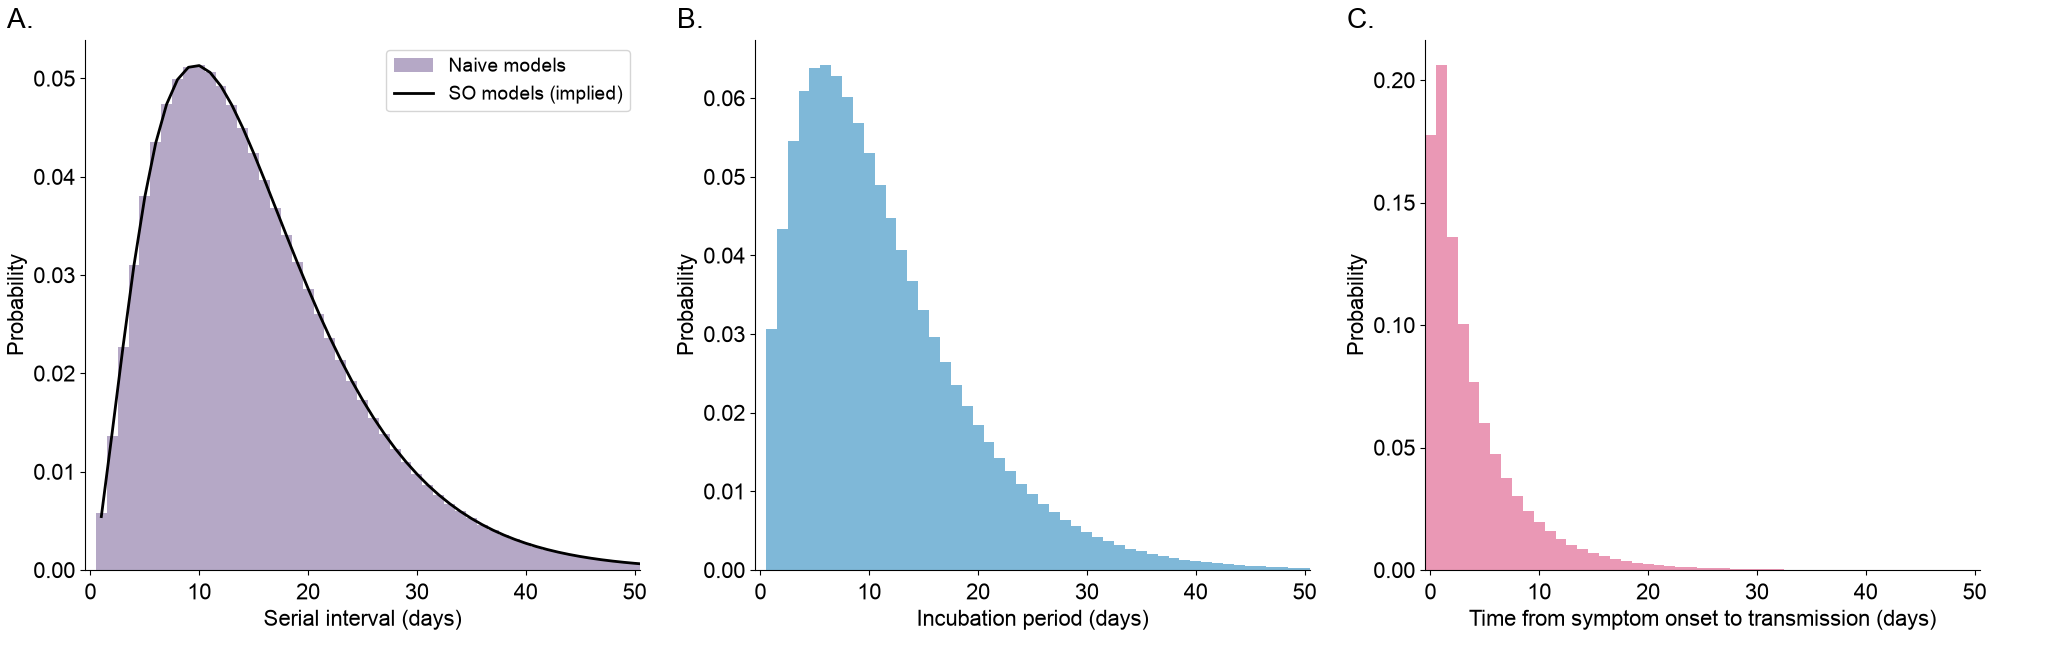 A.
Probability
0.05
0.04
0.03
0.02
0.01
0.00
0 10 20 30 40 50
Serial interval (days)
Naive models
SO models (implied)
B.
Probability
0.06
0.05
0.04
0.03
0.02
0.01
0.00
0 10 20 30 40 50
Incubation period (days)
C.
Probability
0.20
0.15
0.10
0.05
0.00
0 10 20 30 40 50
Time from symptom onset to transmission (days)